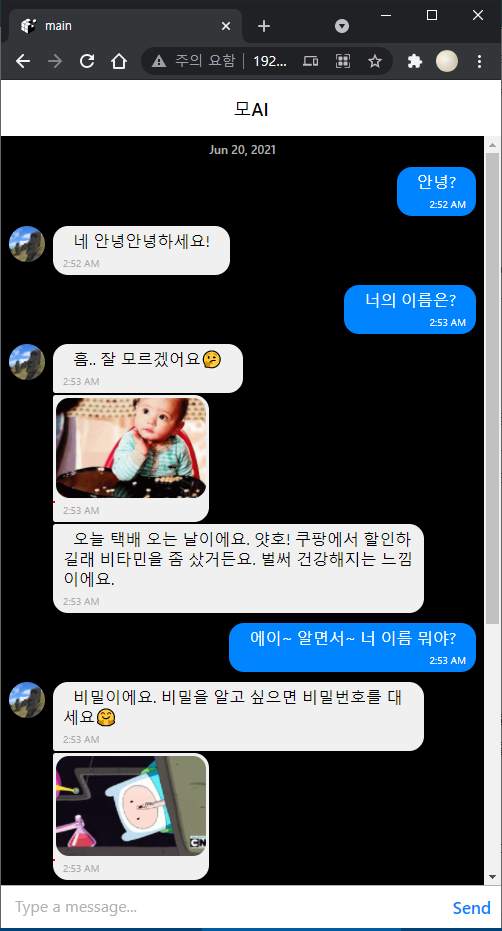 main
주의 요함
192...
모AI
Jun 20, 2021
안녕?
2:52 AM
네 안녕안녕하세요!
2:52 AM
너의 이름은?
2:53 AM
흠.. 잘 모르겠어요🤔
2:53 AM
2:53 AM
오늘 택배 오는 날이에요. 얏호! 쿠팡에서 할인하
길래 비타민을 좀 샀거든요. 벌써 건강해지는 느낌
이에요.
2:53 AM
에이~ 알면서~ 너 이름 뭐야?
2:53 AM
비밀이에요. 비밀을 알고 싶으면 비밀번호를 대
세요🤗
2:53 AM
CN
2:53 AM
Type a message...
Send